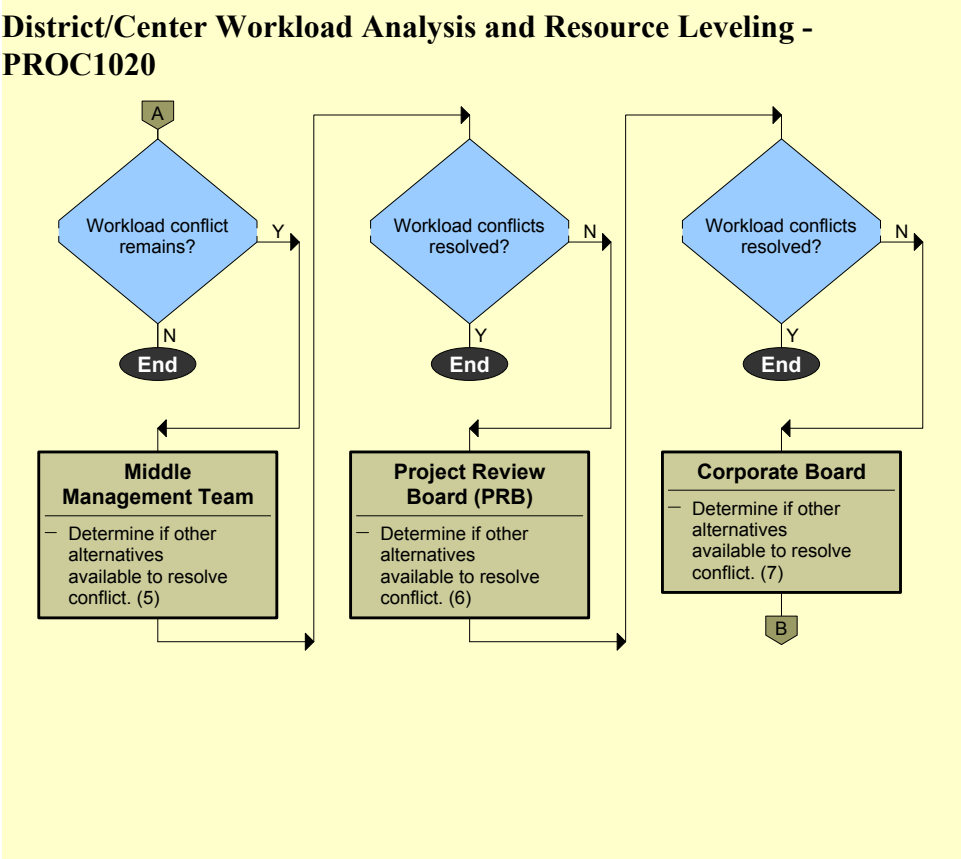 District/Center Workload Analysis and Resource Leveling -
PROC1020
A
Workload conflict
remains?
Y
N
End
Middle
Management Team
– Determine if other
alternatives
available to resolve
conflict. (5)
Workload conflicts
resolved?
N
Y
End
Project Review
Board (PRB)
– Determine if other
alternatives
available to resolve
conflict. (6)
Workload conflicts
resolved?
N
Y
End
Corporate Board
– Determine if other
alternatives
available to resolve
conflict. (7)
B